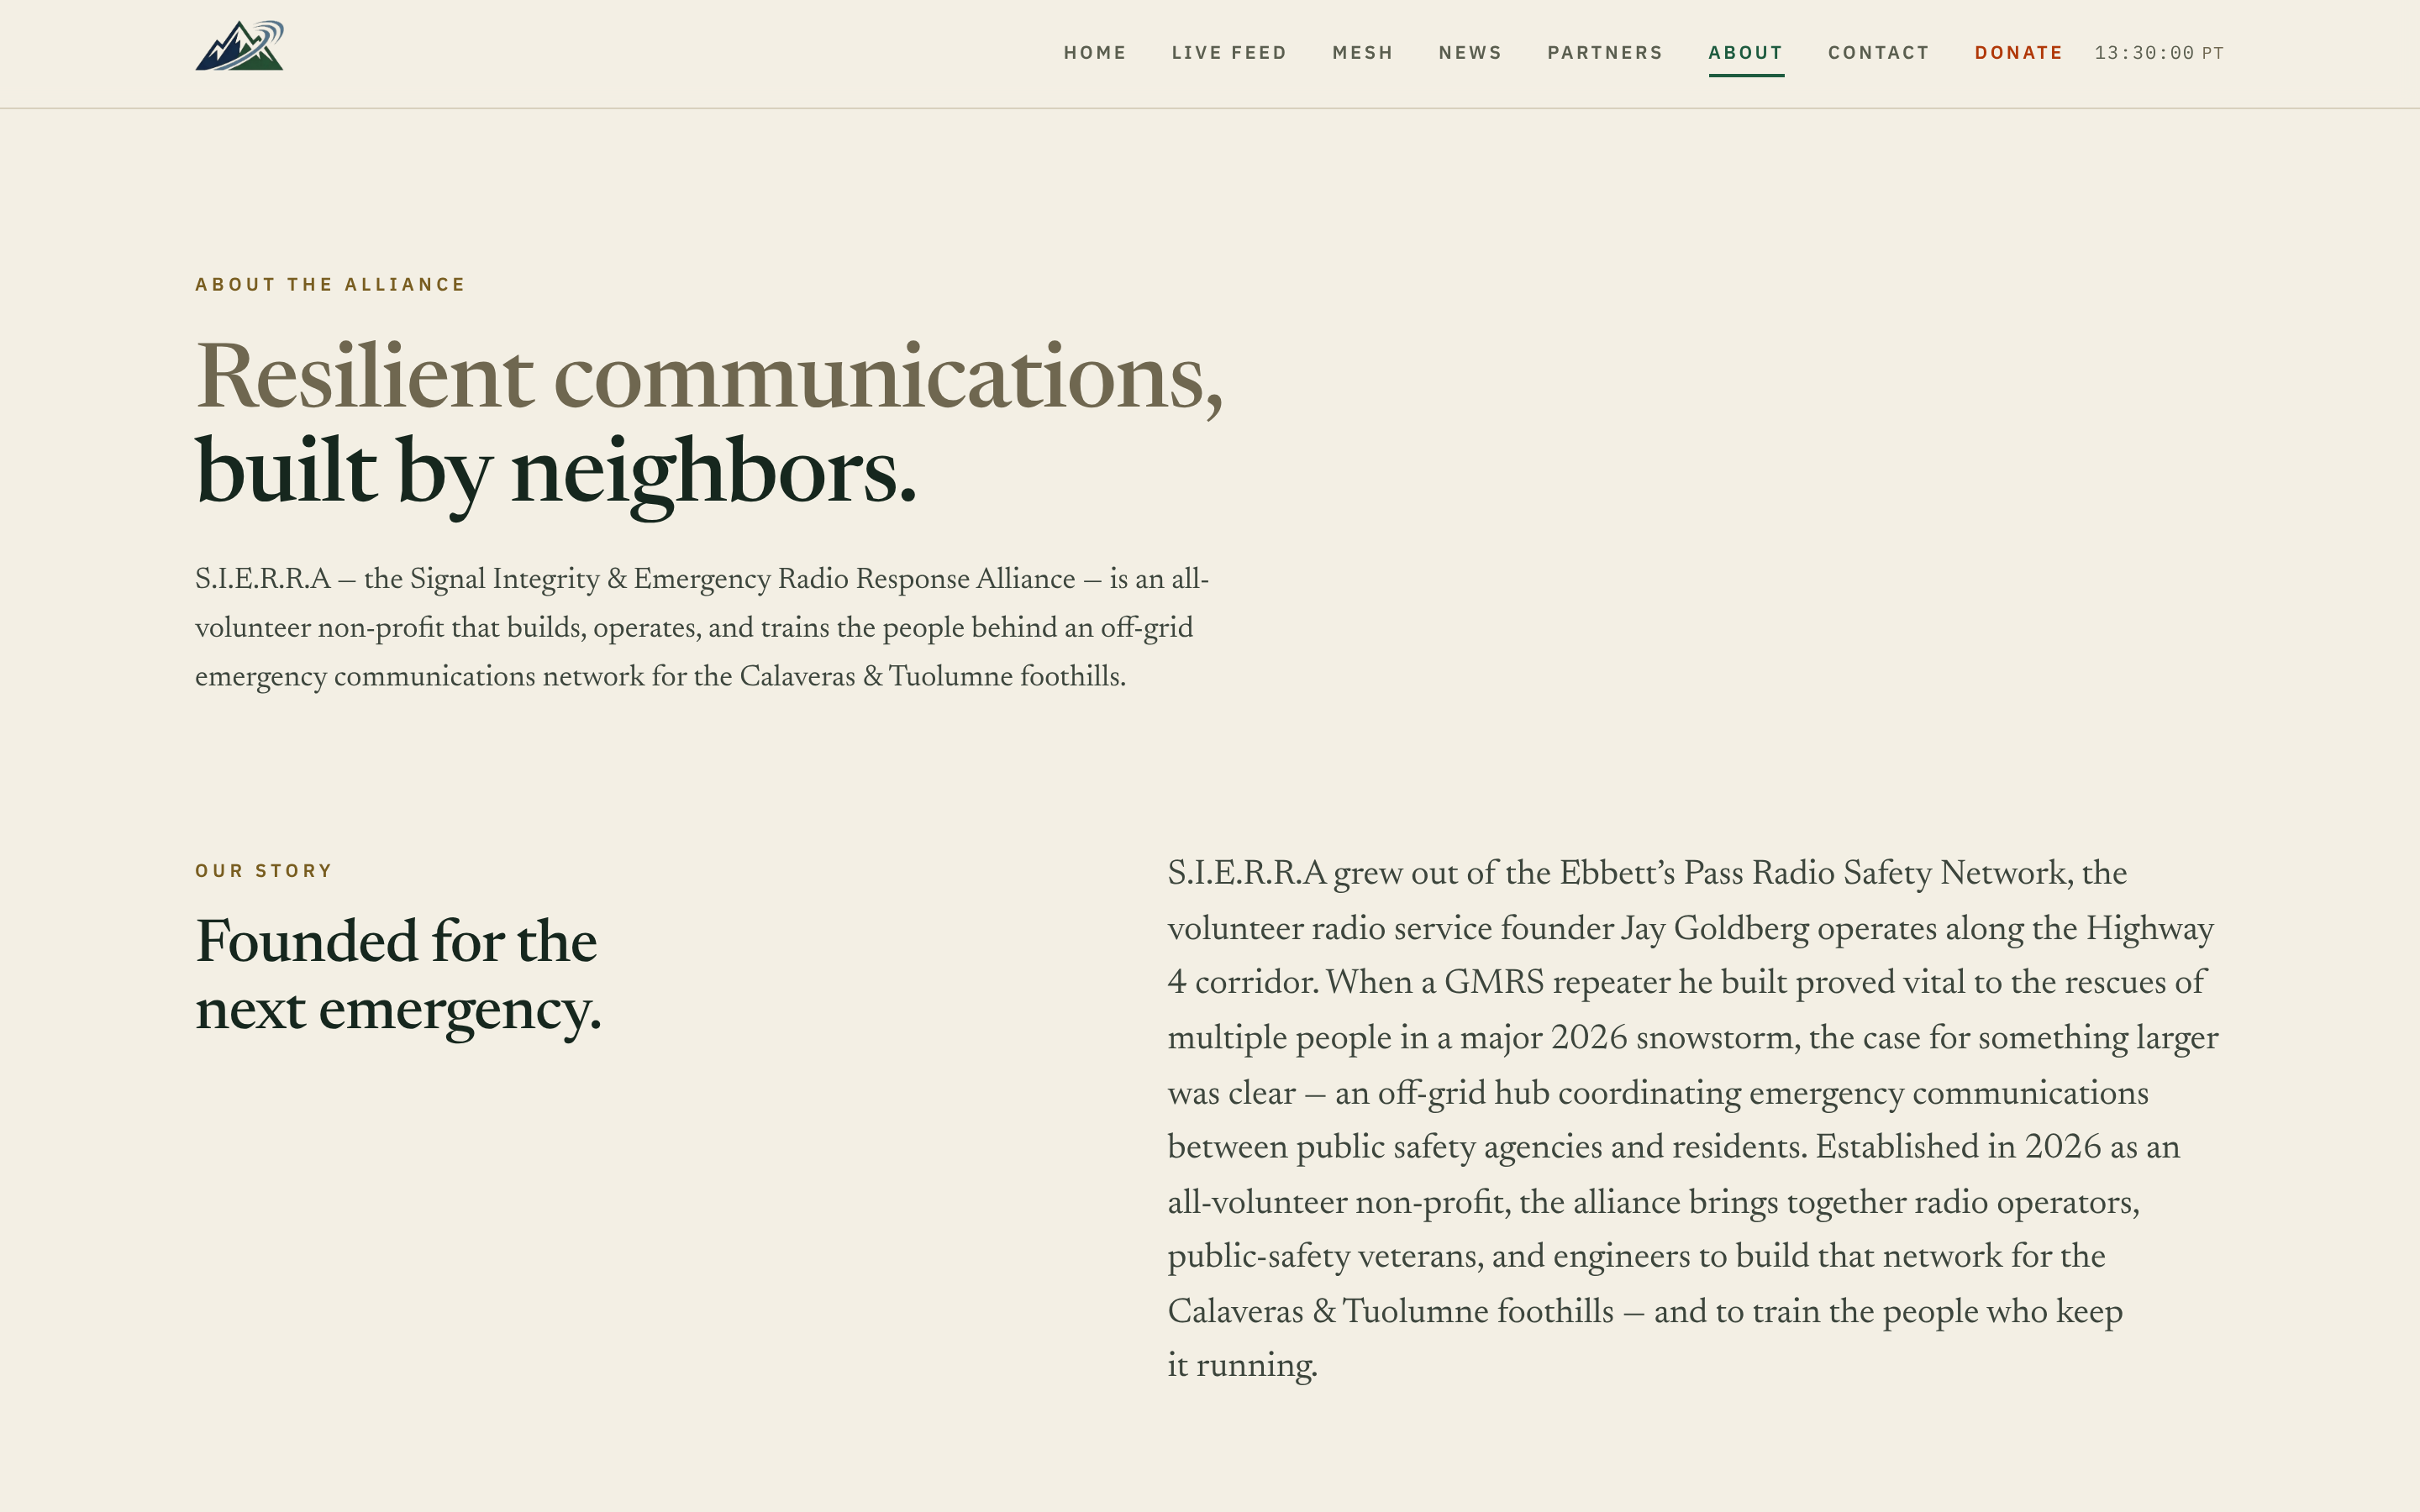 HOME LIVE FEED MESH NEWS PARTNERS ABOUT CONTACT DONATE 13:30:00 PT
ABOUT THE ALLIANCE
Resilient communications,
built by neighbors.
S.I.E.R.R.A — the Signal Integrity & Emergency Radio Response Alliance — is an all-
volunteer non-profit that builds, operates, and trains the people behind an off-grid
emergency communications network for the Calaveras & Tuolumne foothills.
OUR STORY
Founded for the
next emergency.
S.I.E.R.R.A grew out of the Ebbett’s Pass Radio Safety Network, the
volunteer radio service founder Jay Goldberg operates along the Highway
4 corridor. When a GMRS repeater he built proved vital to the rescues of
multiple people in a major 2026 snowstorm, the case for something larger
was clear — an off-grid hub coordinating emergency communications
between public safety agencies and residents. Established in 2026 as an
all-volunteer non-profit, the alliance brings together radio operators,
public-safety veterans, and engineers to build that network for the
Calaveras & Tuolumne foothills — and to train the people who keep
it running.